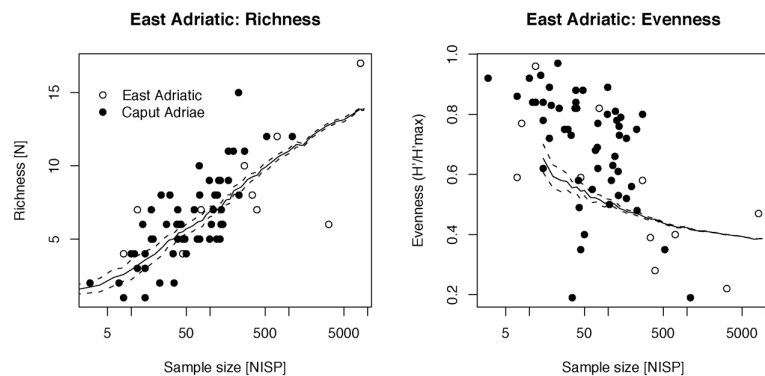 East Adriatic: Richness
East Adriatic: Evenness
Richness [N]
15
10
5
East Adriatic
Caput Adriae
5 50 500 5000
Sample size [NISP]
Evenness (H'/H'max)
1.0
0.8
0.6
0.4
0.2
5 50 500 5000
Sample size [NISP]